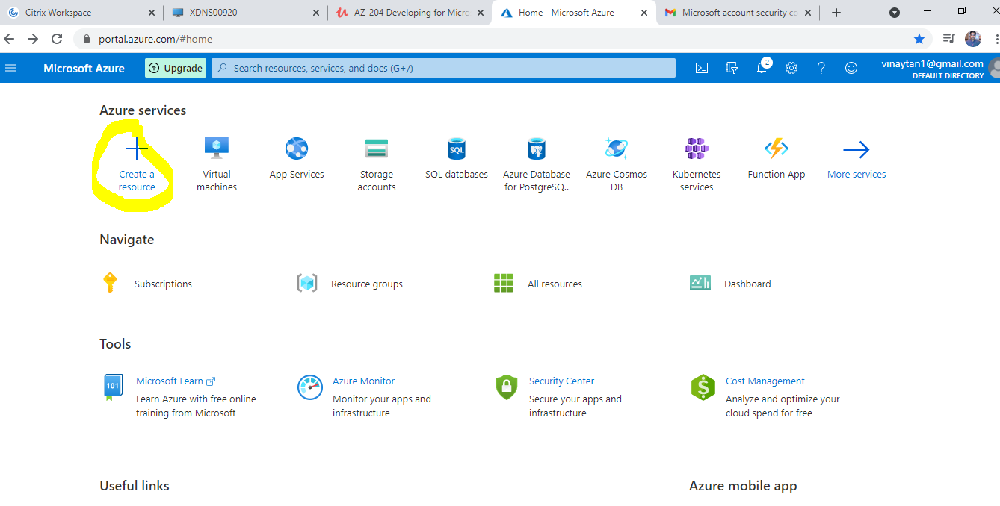 Citrix Workspace
XDNS00920
AZ-204 Developing for Micro
Home - Microsoft Azure
Microsoft account security co
portal.azure.com/#home
Microsoft Azure
Upgrade
Search resources, services, and docs (G+/)
2
vinaytan1@gmail.com
DEFAULT DIRECTORY
Azure services
SQL
Create a
resource
Virtual
machines
App Services
Storage
accounts
SQL databases
Azure Database
for PostgreSQ...
Azure Cosmos
DB
Kubernetes
services
Function App
More services
Navigate
Subscriptions
Resource groups
All resources
Dashboard
Tools
101
Microsoft Learn
Learn Azure with free online
training from Microsoft
Azure Monitor
Monitor your apps and
infrastructure
Security Center
Secure your apps and
infrastructure
$
Cost Management
Analyze and optimize your
cloud spend for free
Useful links
Azure mobile app